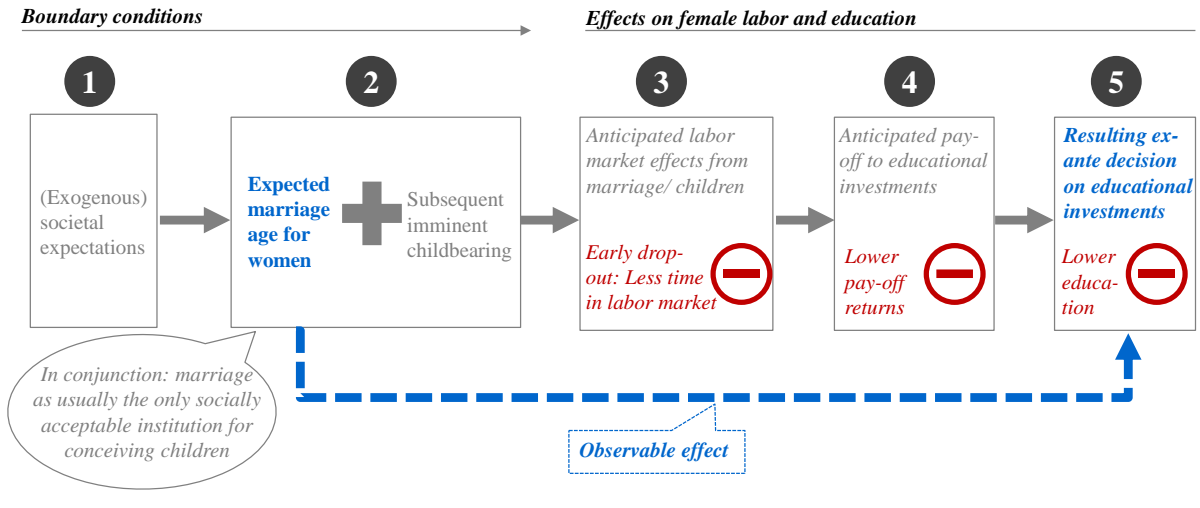 Boundary conditions
Effects on female labor and education
1
2
3
4
5
(Exogenous)
societal
expectations
Expected
marriage
age for
women
Subsequent
imminent
childbearing
Anticipated labor
market effects from
marriage/ children
Early drop-
out: Less time
in labor market
Anticipated pay-
off to educational
investments
Lower
pay-off
returns
Resulting ex-
ante decision
on educational
investments
Lower
educa-
tion
In conjunction: marriage
as usually the only socially
acceptable institution for
conceiving children
Observable effect